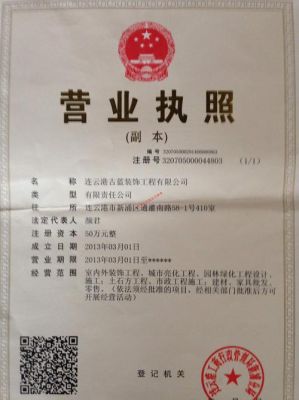 营业执照
(副 本)
编 号 320705000201408080063
注册号 320705000044803 (1/1)
名 称 连云港古蓝装饰工程有限公司
类 型 有限责任公司
住 所 连云港市新浦区通灌南路58-1号410室
法定代表人 颜君
注 册 资 本 50万元整
成 立 日 期 2013年03月01日
营 业 期 限 2013年03月01日至******
经 营 范 围 室内外装饰工程、城市亮化工程、园林绿化工程设计、
施工；土石方工程、市政工程施工；建材、家具批发、
零售。（依法须经批准的项目，经相关部门批准后方可
开展经营活动）
登 记 机 关